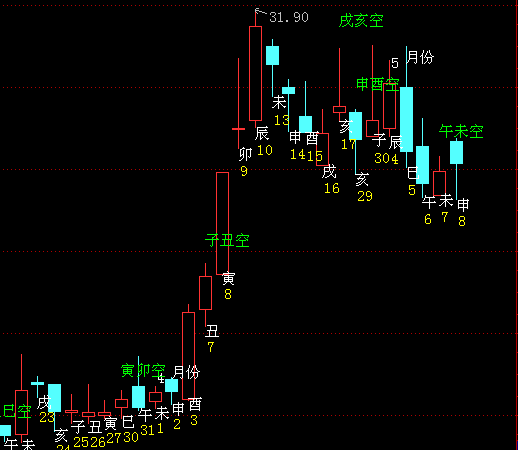 31.90
戌亥空
5 月份
申酉空
未
13
辰
10
卯
9
申
14
酉
15
戌
16
亥
17
亥
29
子
30
辰
4
巳
5
午
6
未
7
申
8
午未空
子丑空
寅
8
丑
7
寅卯空
4 月份
巳空
戌
23
亥
子
25
丑
26
寅
27
巳
30
午
31
未
1
申
2
酉
3
午
未